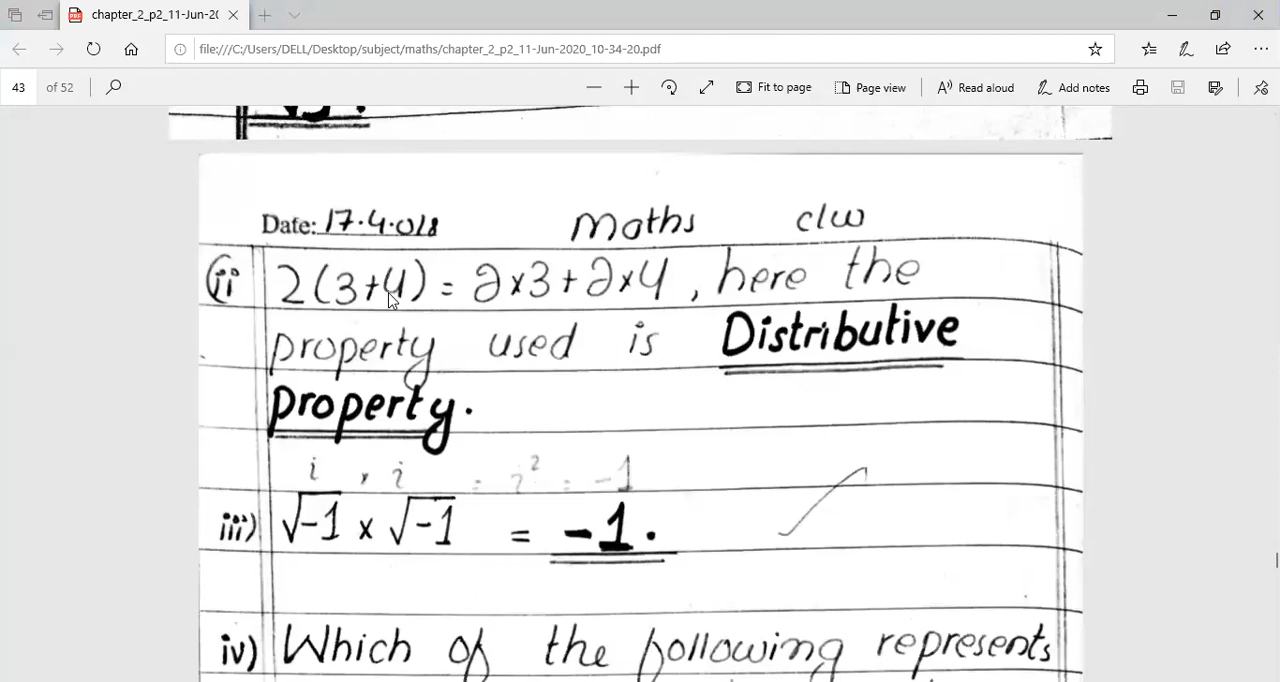 chapter_2_p2_11-Jun-20
file:///C:/Users/DELL/Desktop/subject/maths/chapter_2_p2_11-Jun-2020_10-34-20.pdf
43 of 52 Fit to page Page view Read aloud Add notes
Date: 17.4.018 Maths c/w
(ii 2(3+4) = 2×3+2×4, here the
property used is Distributive
property.
i , i = i² = -1
iii) √-1 × √-1 = -1.
iv) Which of the following represents